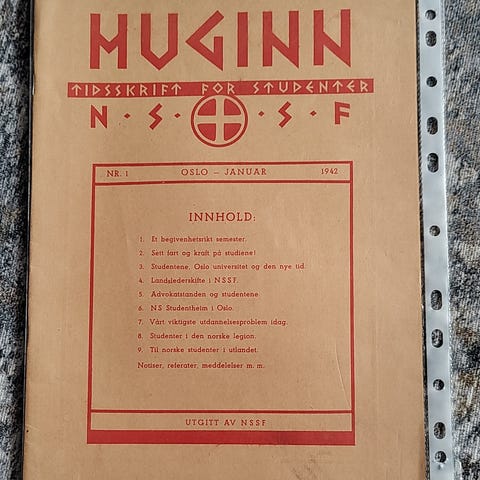 HUGINN
TIDSSKRIFT FOR STUDENTER
N · S · S · F
NR. 1 OSLO – JANUAR 1942
INNHOLD:
1. Et begivenhetsrikt semester.
2. Sett fart og kraft på studiene!
3. Studentene, Oslo universitet og den nye tid.
4. Landslederskifte i NSSF.
5. Advokatstanden og studentene.
6. NS Studentheim i Oslo.
7. Vårt viktigste utdannelsesproblem idag.
8. Studenter i den norske legion.
9. Til norske studenter i utlandet.
Notiser, referater, meddelelser m. m.
UTGITT AV NSSF